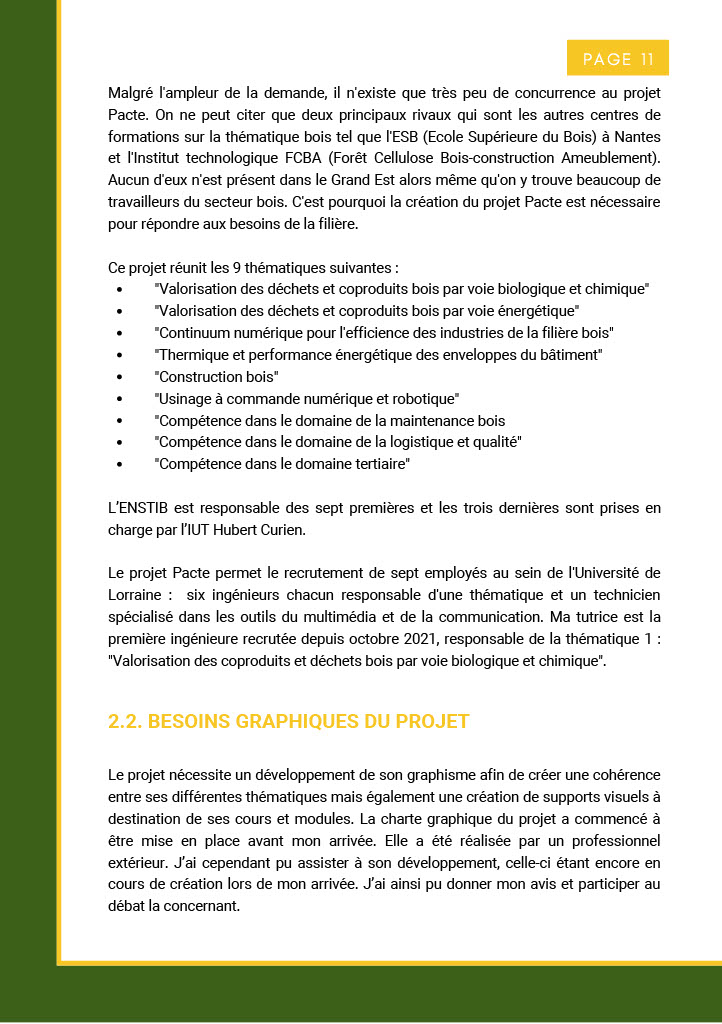 PAGE 11
Malgré l'ampleur de la demande, il n'existe que très peu de concurrence au projet
Pacte. On ne peut citer que deux principaux rivaux qui sont les autres centres de
formations sur la thématique bois tel que l'ESB (Ecole Supérieure du Bois) à Nantes
et l'Institut technologique FCBA (Forêt Cellulose Bois-construction Ameublement).
Aucun d'eux n'est présent dans le Grand Est alors même qu'on y trouve beaucoup de
travailleurs du secteur bois. C'est pourquoi la création du projet Pacte est nécessaire
pour répondre aux besoins de la filière.
Ce projet réunit les 9 thématiques suivantes :
• "Valorisation des déchets et coproduits bois par voie biologique et chimique"
• "Valorisation des déchets et coproduits bois par voie énergétique"
• "Continuum numérique pour l'efficience des industries de la filière bois"
• "Thermique et performance énergétique des enveloppes du bâtiment"
• "Construction bois"
• "Usinage à commande numérique et robotique"
• "Compétence dans le domaine de la maintenance bois
• "Compétence dans le domaine de la logistique et qualité"
• "Compétence dans le domaine tertiaire"
L’ENSTIB est responsable des sept premières et les trois dernières sont prises en
charge par l’IUT Hubert Curien.
Le projet Pacte permet le recrutement de sept employés au sein de l'Université de
Lorraine : six ingénieurs chacun responsable d'une thématique et un technicien
spécialisé dans les outils du multimédia et de la communication. Ma tutrice est la
première ingénieure recrutée depuis octobre 2021, responsable de la thématique 1 :
"Valorisation des coproduits et déchets bois par voie biologique et chimique".
2.2. BESOINS GRAPHIQUES DU PROJET
Le projet nécessite un développement de son graphisme afin de créer une cohérence
entre ses différentes thématiques mais également une création de supports visuels à
destination de ses cours et modules. La charte graphique du projet a commencé à
être mise en place avant mon arrivée. Elle a été réalisée par un professionnel
extérieur. J’ai cependant pu assister à son développement, celle-ci étant encore en
cours de création lors de mon arrivée. J’ai ainsi pu donner mon avis et participer au
débat la concernant.